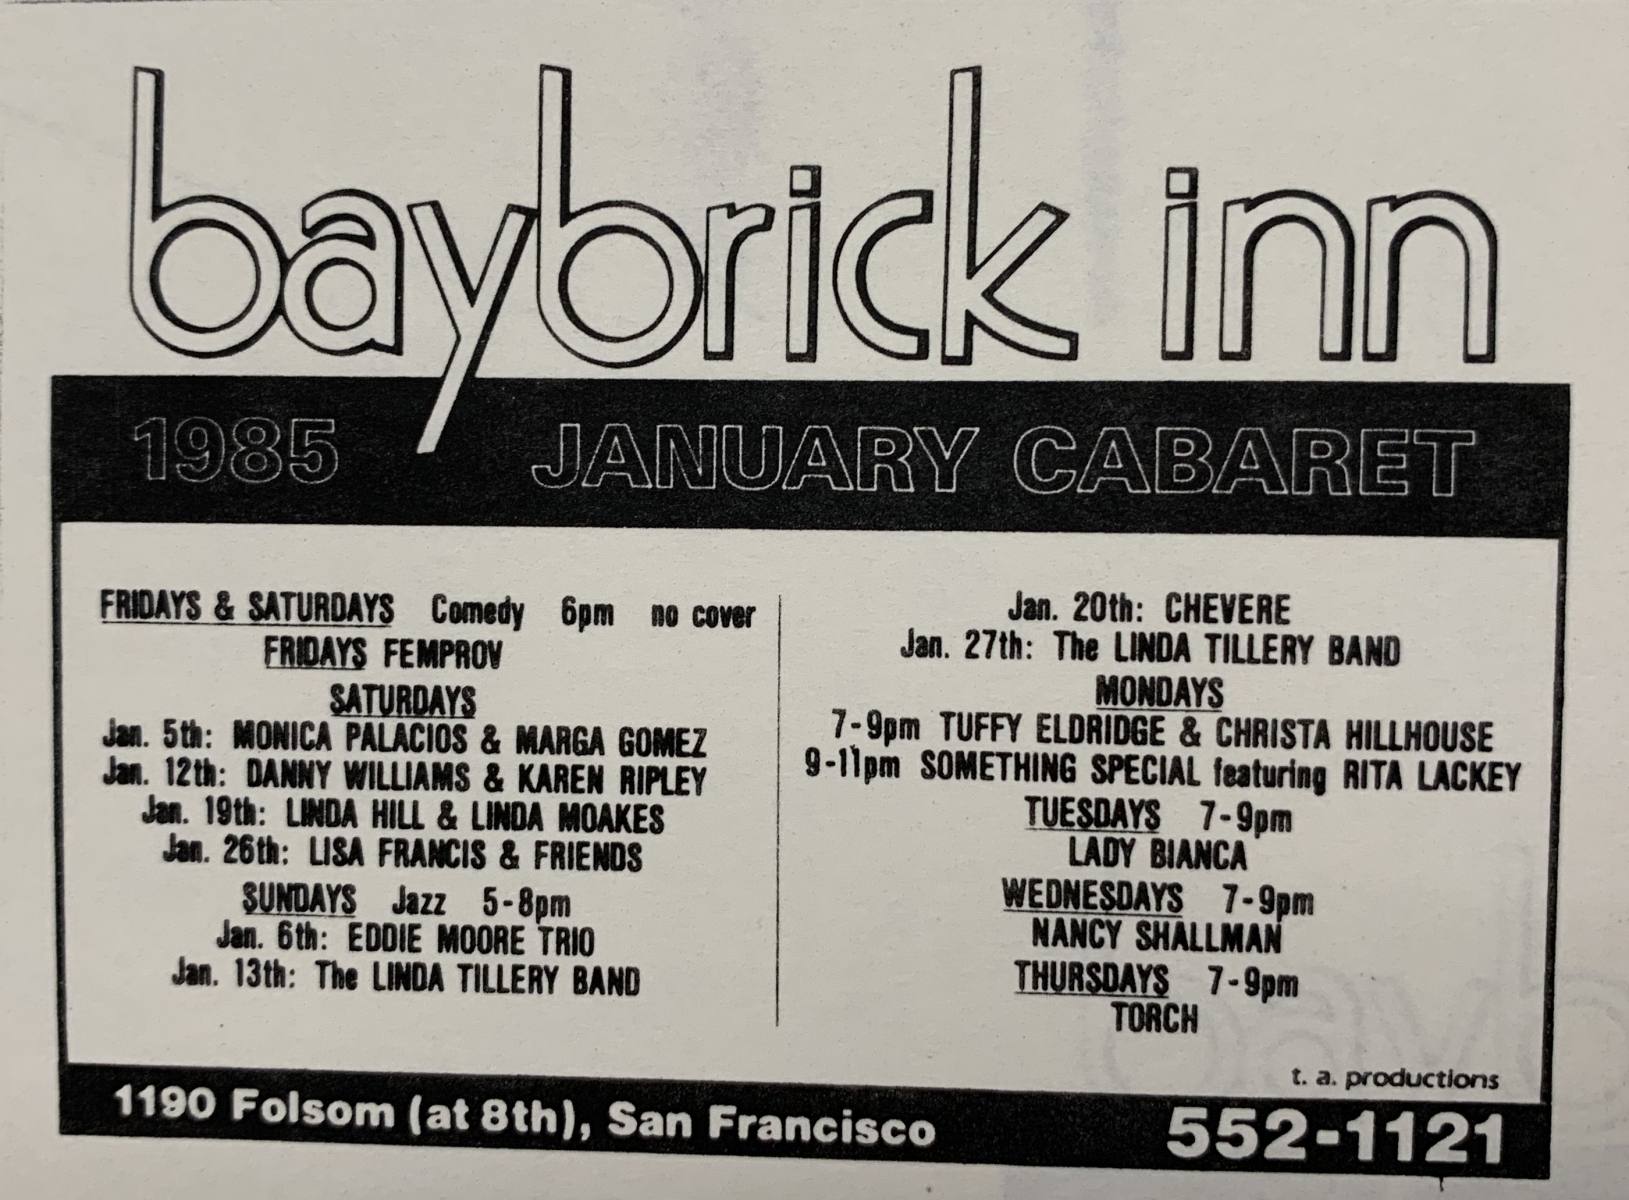 baybrick inn
1985 JANUARY CABARET
FRIDAYS & SATURDAYS Comedy 6pm no cover
FRIDAYS FEMPROV
SATURDAYS
Jan. 5th: MONICA PALACIOS & MARGA GOMEZ
Jan. 12th: DANNY WILLIAMS & KAREN RIPLEY
Jan. 19th: LINDA HILL & LINDA MOAKES
Jan. 26th: LISA FRANCIS & FRIENDS
SUNDAYS Jazz 5-8pm
Jan. 6th: EDDIE MOORE TRIO
Jan. 13th: The LINDA TILLERY BAND
Jan. 20th: CHEVERE
Jan. 27th: The LINDA TILLERY BAND
MONDAYS
7-9pm TUFFY ELDRIDGE & CHRISTA HILLHOUSE
9-11pm SOMETHING SPECIAL featuring RITA LACKEY
TUESDAYS 7-9pm
LADY BIANCA
WEDNESDAYS 7-9pm
NANCY SHALLMAN
THURSDAYS 7-9pm
TORCH
t. a. productions
1190 Folsom (at 8th), San Francisco 552-1121